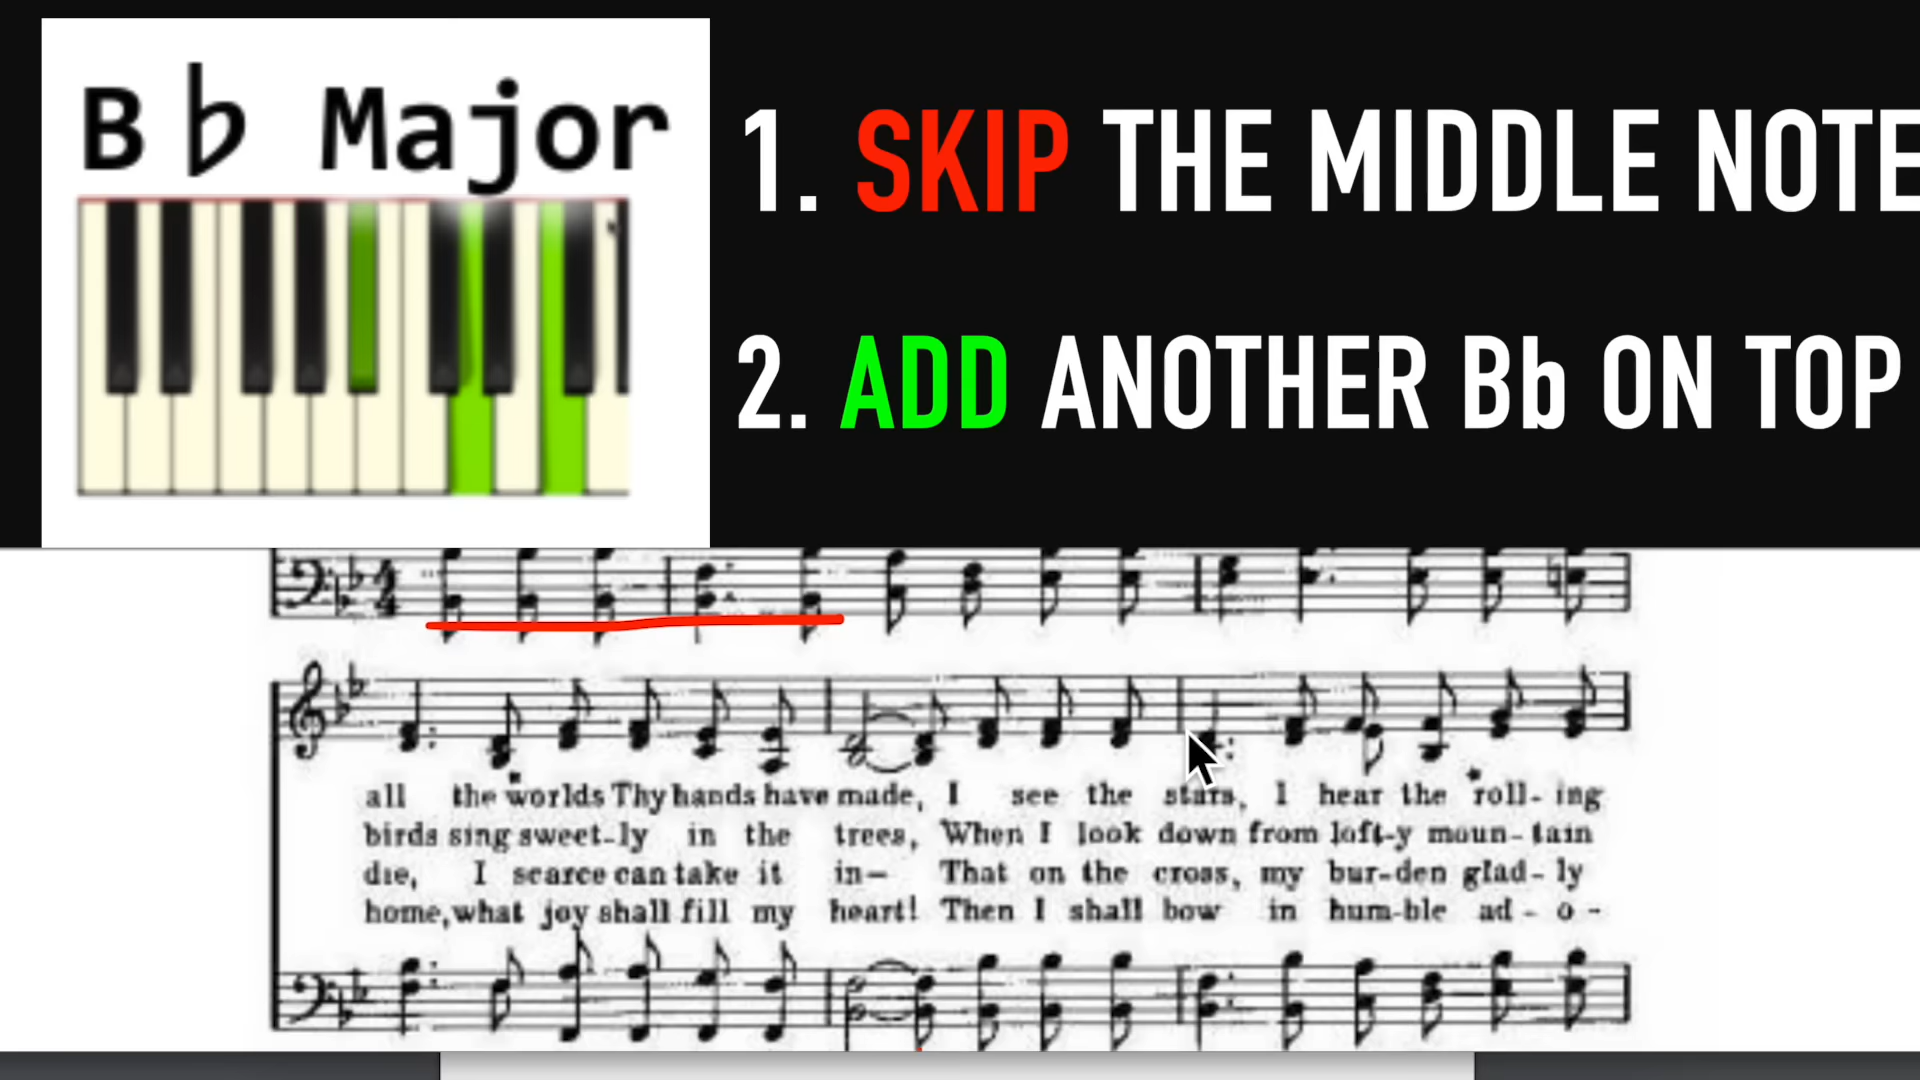 B♭ Major
1. SKIP THE MIDDLE NOTE
2. ADD ANOTHER Bb ON TOP
all the worlds Thy hands have made, I see the stars, I hear the roll- ing
birds sing sweet-ly in the trees, When I look down from loft-y moun-tain
die, I scarce can take it in- That on the cross, my bur-den glad-ly
home, what joy shall fill my heart! Then I shall bow in hum-ble ad - o -